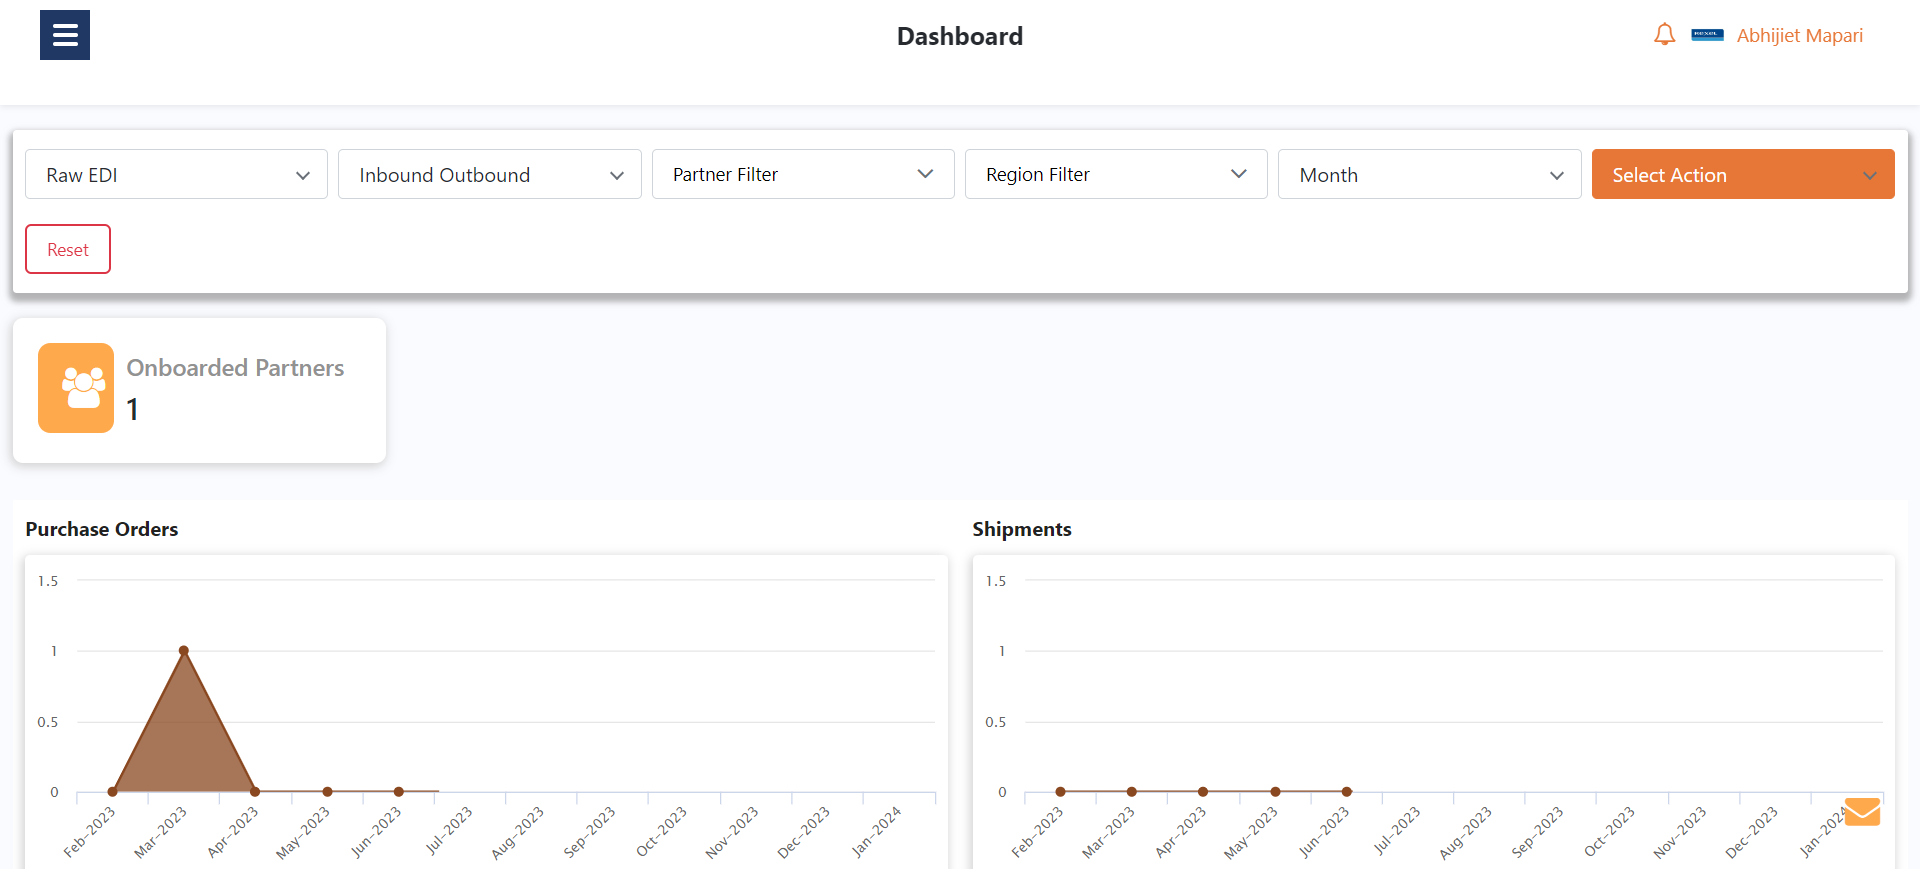 Dashboard
REXEL
Abhijiet Mapari
Raw EDI
Inbound Outbound
Partner Filter
Region Filter
Month
Select Action
Reset
Onboarded Partners
1
Purchase Orders
1.5
1
0.5
0
Feb-2023
Mar-2023
Apr-2023
May-2023
Jun-2023
Jul-2023
Aug-2023
Sep-2023
Oct-2023
Nov-2023
Dec-2023
Jan-2024
Shipments
1.5
1
0.5
0
Feb-2023
Mar-2023
Apr-2023
May-2023
Jun-2023
Jul-2023
Aug-2023
Sep-2023
Oct-2023
Nov-2023
Dec-2023
Jan-2024